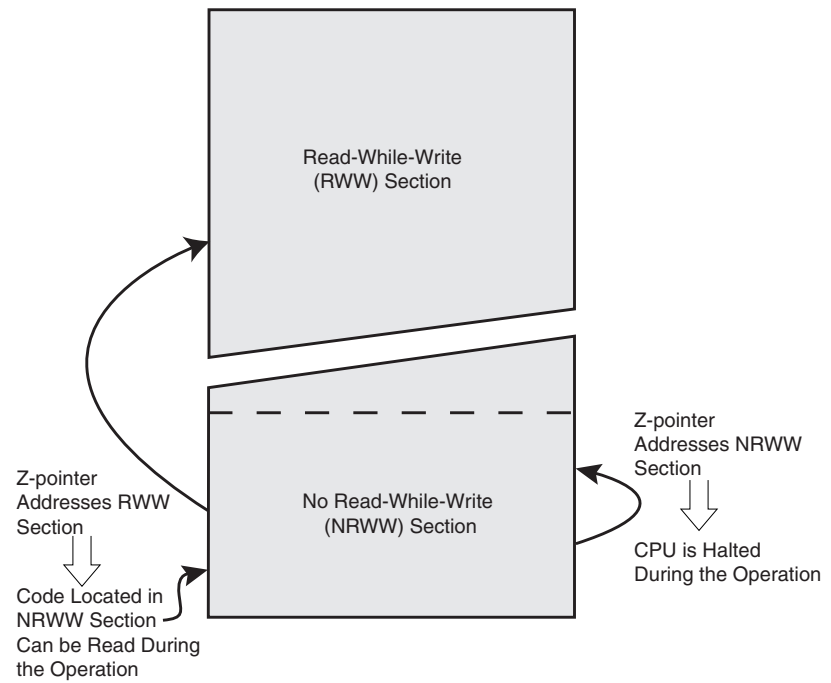 Read-While-Write
(RWW) Section
Z-pointer
Addresses NRWW
Section
Z-pointer
Addresses RWW
Section
No Read-While-Write
(NRWW) Section
CPU is Halted
During the Operation
Code Located in
NRWW Section
Can be Read During
the Operation